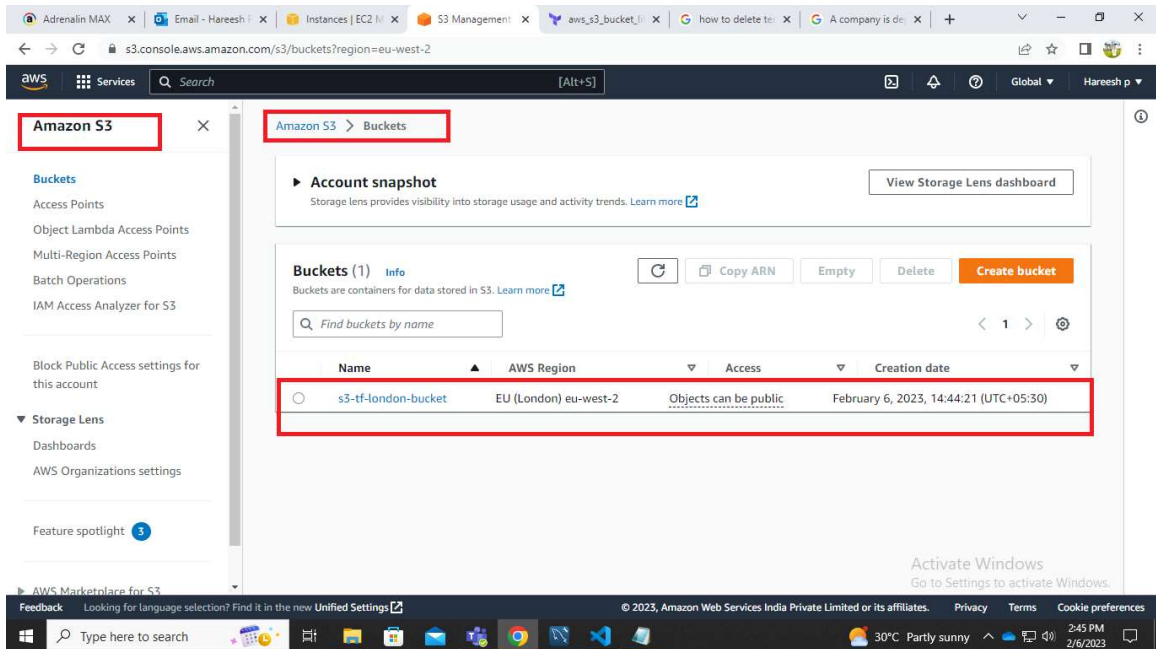 Adrenalin MAX
Email - Hareesh P
Instances | EC2 M
S3 Management
aws_s3_bucket_li
how to delete te
A company is de
s3.console.aws.amazon.com/s3/buckets?region=eu-west-2
aws
Services
Search
[Alt+S]
Global
Hareesh p
Amazon S3
Buckets
Access Points
Object Lambda Access Points
Multi-Region Access Points
Batch Operations
IAM Access Analyzer for S3
Block Public Access settings for
this account
Storage Lens
Dashboards
AWS Organizations settings
Feature spotlight 3
AWS Marketplace for S3
Amazon S3 > Buckets
Account snapshot
Storage lens provides visibility into storage usage and activity trends. Learn more
View Storage Lens dashboard
Buckets (1) Info
Buckets are containers for data stored in S3. Learn more
Copy ARN
Empty
Delete
Create bucket
Find buckets by name
< 1 >
Name AWS Region Access Creation date
s3-tf-london-bucket EU (London) eu-west-2 Objects can be public February 6, 2023, 14:44:21 (UTC+05:30)
Activate Windows
Go to Settings to activate Windows.
Feedback Looking for language selection? Find it in the new Unified Settings © 2023, Amazon Web Services India Private Limited or its affiliates. Privacy Terms Cookie preferences
Type here to search
30°C Partly sunny
2:45 PM
2/6/2023